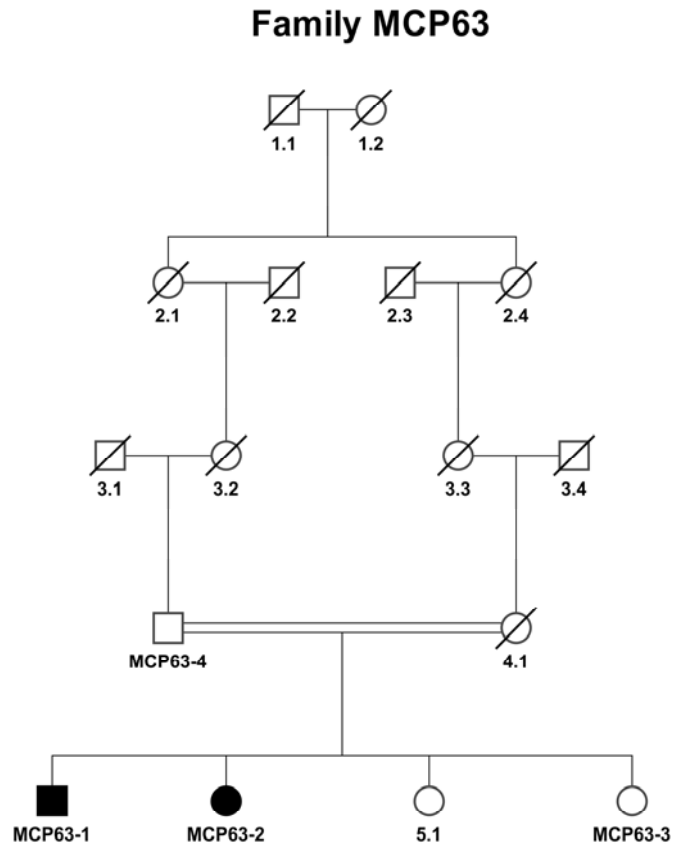 Family MCP63
1.1 1.2
2.1 2.2 2.3 2.4
3.1 3.2 3.3 3.4
MCP63-4 4.1
MCP63-1 MCP63-2 5.1 MCP63-3